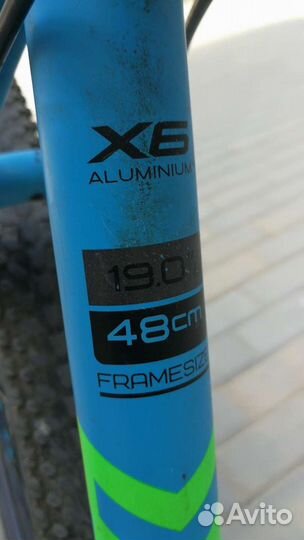 X6
ALUMINIUM
19.0"
48cm
FRAMESIZE
Avito